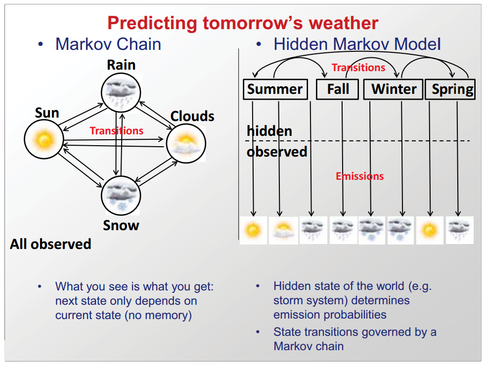 Predicting tomorrow's weather
• Markov Chain
Rain
Sun
Clouds
Transitions
Snow
All observed
• What you see is what you get:
next state only depends on
current state (no memory)
• Hidden Markov Model
Transitions
Summer Fall Winter Spring
hidden
observed
Emissions
• Hidden state of the world (e.g.
storm system) determines
emission probabilities
• State transitions governed by a
Markov chain